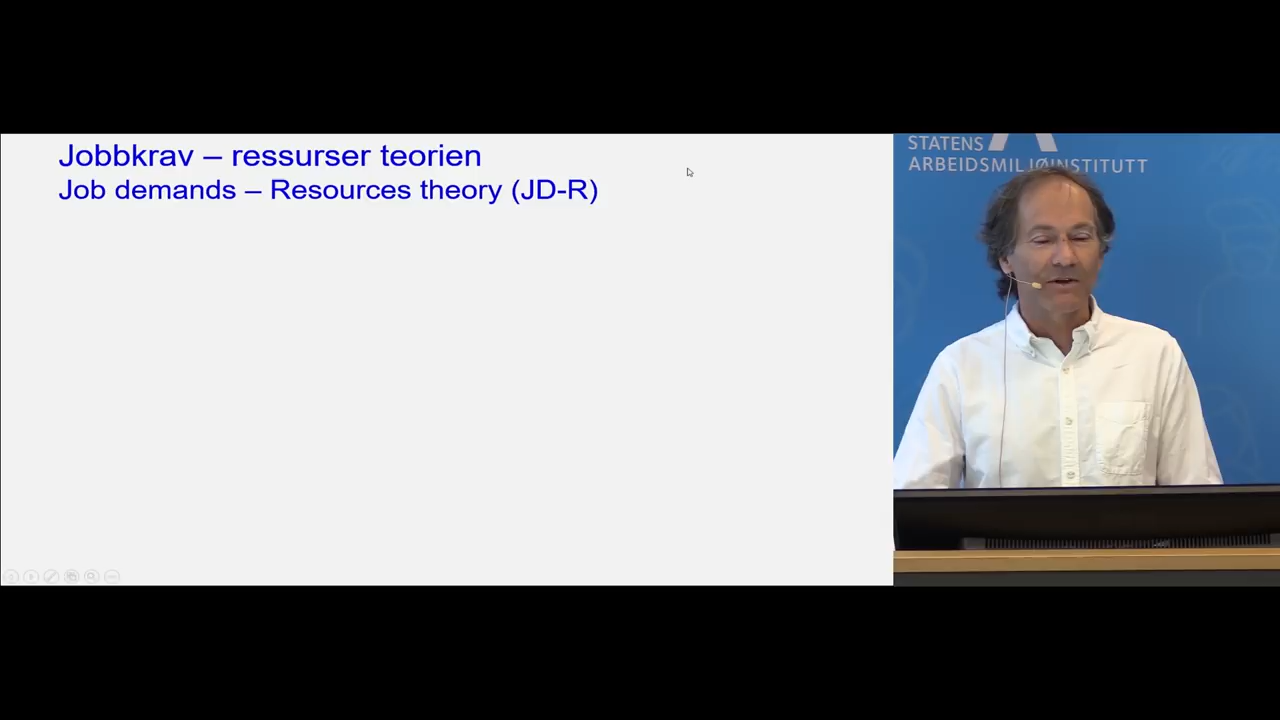 Jobbkrav – ressurser teorien
Job demands – Resources theory (JD-R)
STATENS
ARBEIDSMILJØINSTITUTT